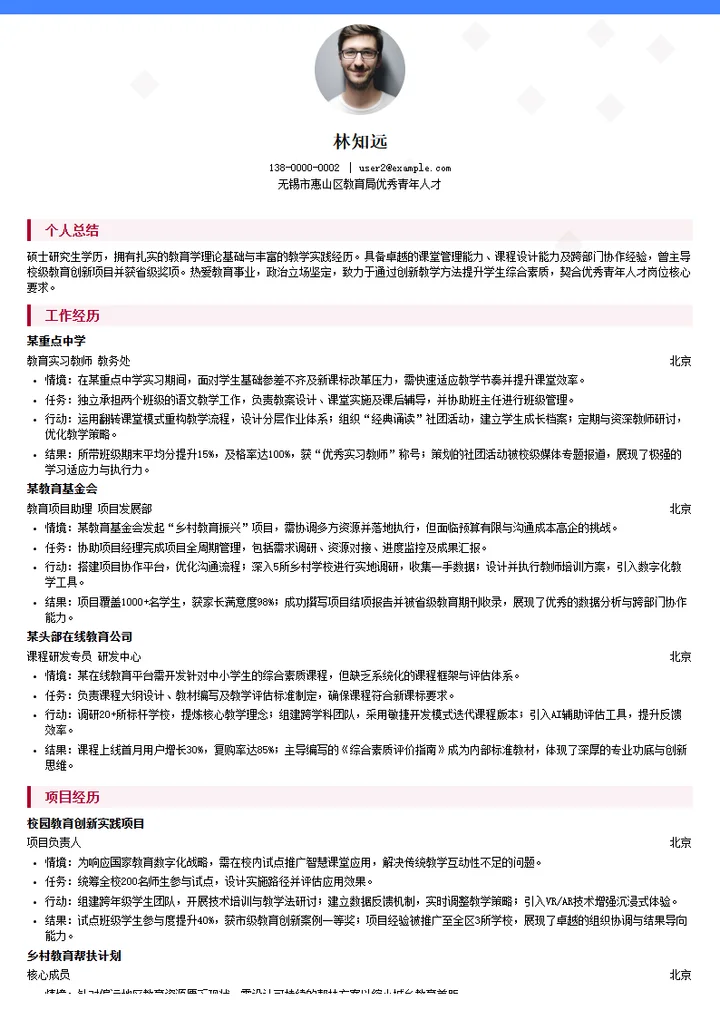 林知远
138-0000-0002 | user2@example.com
无锡市惠山区教育局优秀青年人才
个人总结
硕士研究生学历，拥有扎实的教育学理论基础与丰富的教学实践经历。具备卓越的课堂管理能力、课程设计能力及跨部门协作经验，曾主导
校级教育创新项目并获省级奖项。热爱教育事业，政治立场坚定，致力于通过创新教学方法提升学生综合素质，契合优秀青年人才岗位核心
要求。
工作经历
某重点中学
教育实习教师 教务处 北京
• 情境：在某重点中学实习期间，面对学生基础参差不齐及新课标改革压力，需快速适应教学节奏并提升课堂效率。
• 任务：独立承担两个班级的语文教学工作，负责教案设计、课堂实施及课后辅导，并协助班主任进行班级管理。
• 行动：运用翻转课堂模式重构教学流程，设计分层作业体系；组织“经典诵读”社团活动，建立学生成长档案；定期与资深教师研讨，
优化教学策略。
• 结果：所带班级期末平均分提升15%，及格率达100%，获“优秀实习教师”称号；策划的社团活动被校级媒体专题报道，展现了极强的
学习适应力与执行力。
某教育基金会
教育项目助理 项目发展部 北京
• 情境：某教育基金会发起“乡村教育振兴”项目，需协调多方资源并落地执行，但面临预算有限与沟通成本高企的挑战。
• 任务：协助项目经理完成项目全周期管理，包括需求调研、资源对接、进度监控及成果汇报。
• 行动：搭建项目协作平台，优化沟通流程；深入5所乡村学校进行实地调研，收集一手数据；设计并执行教师培训方案，引入数字化教
学工具。
• 结果：项目覆盖1000+名学生，获家长满意度98%；成功撰写项目结项报告并被省级教育期刊收录，展现了优秀的数据分析与跨部门协作
能力。
某头部在线教育公司
课程研发专员 研发中心 北京
• 情境：某在线教育平台需开发针对中小学生的综合素质课程，但缺乏系统化的课程框架与评估体系。
• 任务：负责课程大纲设计、教材编写及教学评估标准制定，确保课程符合新课标要求。
• 行动：调研20+所标杆学校，提炼核心教学理念；组建跨学科团队，采用敏捷开发模式迭代课程版本；引入AI辅助评估工具，提升反馈
效率。
• 结果：课程上线首月用户增长30%，复购率达85%；主导编写的《综合素质评价指南》成为内部标准教材，体现了深厚的专业功底与创新
思维。
项目经历
校园教育创新实践项目
项目负责人 北京
• 情境：为响应国家教育数字化战略，需在校内试点推广智慧课堂应用，解决传统教学互动性不足的问题。
• 任务：统筹全校200名师生参与试点，设计实施路径并评估应用效果。
• 行动：组建跨年级学生团队，开展技术培训与教学法研讨；建立数据反馈机制，实时调整教学策略；引入VR/AR技术增强沉浸式体验。
• 结果：试点班级学生参与度提升40%，获市级教育创新案例一等奖；项目经验被推广至全区3所学校，展现了卓越的组织协调与结果导向
能力。
乡村教育帮扶计划
核心成员 北京